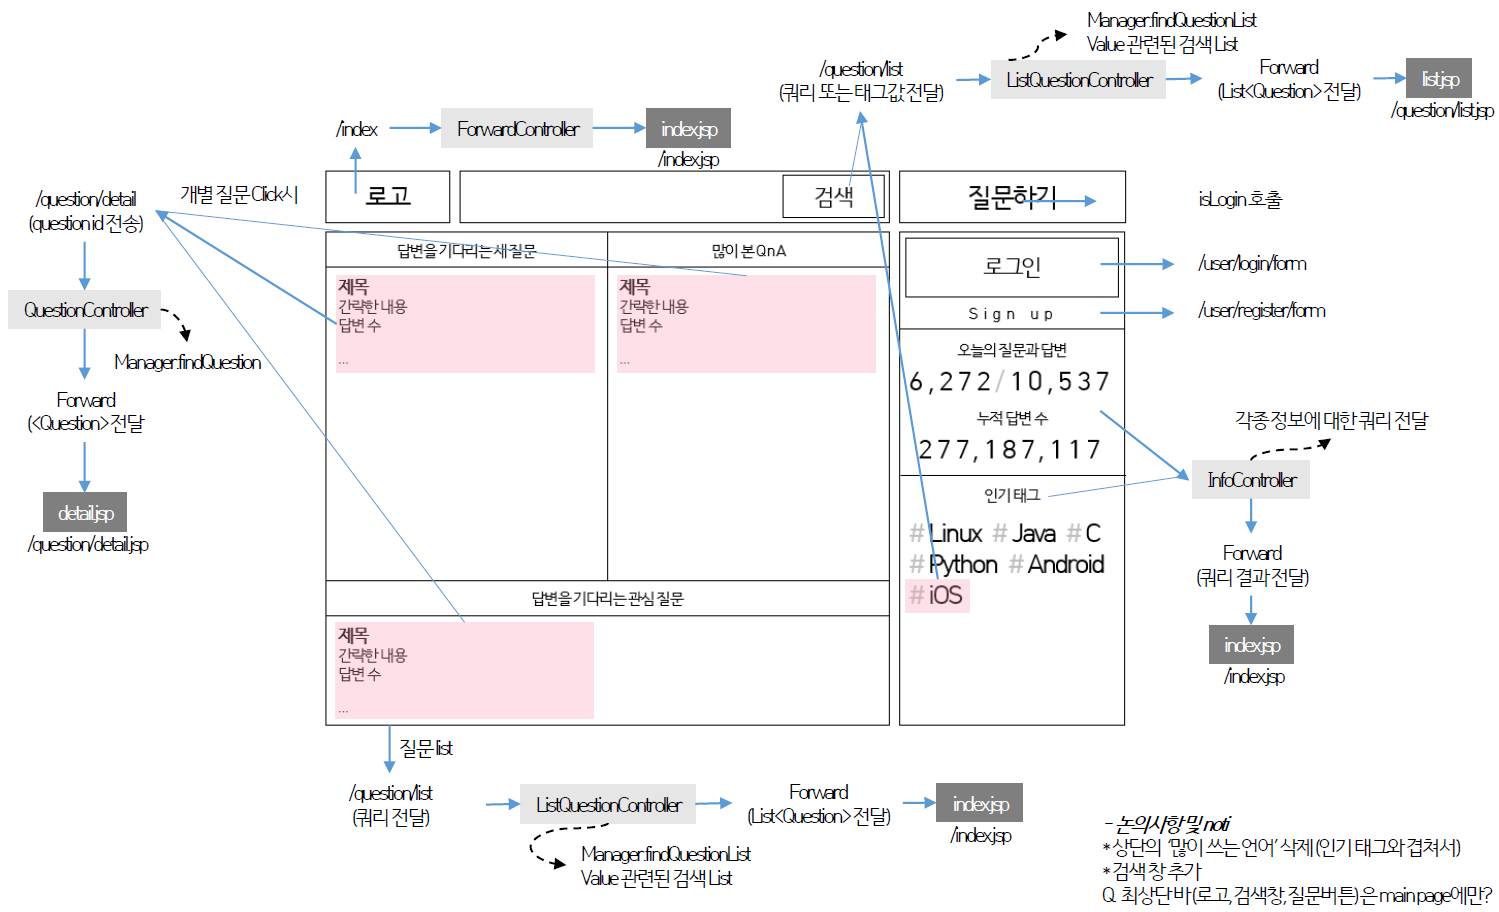 Manager.findQuestionList
Value 관련된 검색 List
/question/list
(쿼리 또는 태그값 전달)
ListQuestionController
Forward
(List<Question> 전달)
list.jsp
/question/list.jsp
/index
ForwardController
index.jsp
/index.jsp
/question/detail
(question id 전송)
개별 질문 Click시
로고
검색
질문하기
isLogin 호출
답변을 기다리는 새 질문
많이 본 QnA
로그인
/user/login/form
제목
간략한 내용
답변 수
...
제목
간략한 내용
답변 수
...
Sign up
/user/register/form
QuestionController
Manager.findQuestion
Forward
(<Question> 전달
detail.jsp
/question/detail.jsp
오늘의 질문과 답변
6,272/10,537
누적 답변 수
277,187,117
각종 정보에 대한 쿼리 전달
InfoController
인기 태그
#Linux #Java #C
#Python #Android
#iOS
Forward
(쿼리 결과 전달)
index.jsp
/index.jsp
답변을 기다리는 관심 질문
제목
간략한 내용
답변 수
...
질문 list
/question/list
(쿼리 전달)
ListQuestionController
Forward
(List<Question> 전달)
index.jsp
/index.jsp
Manager.findQuestionList
Value 관련된 검색 List
- 논의사항 및 noti
* 상단의 '많이 쓰는 언어' 삭제 (인기 태그와 겹쳐서)
* 검색 창 추가
Q. 최상단 바 (로고, 검색창, 질문버튼)은 main page에만?